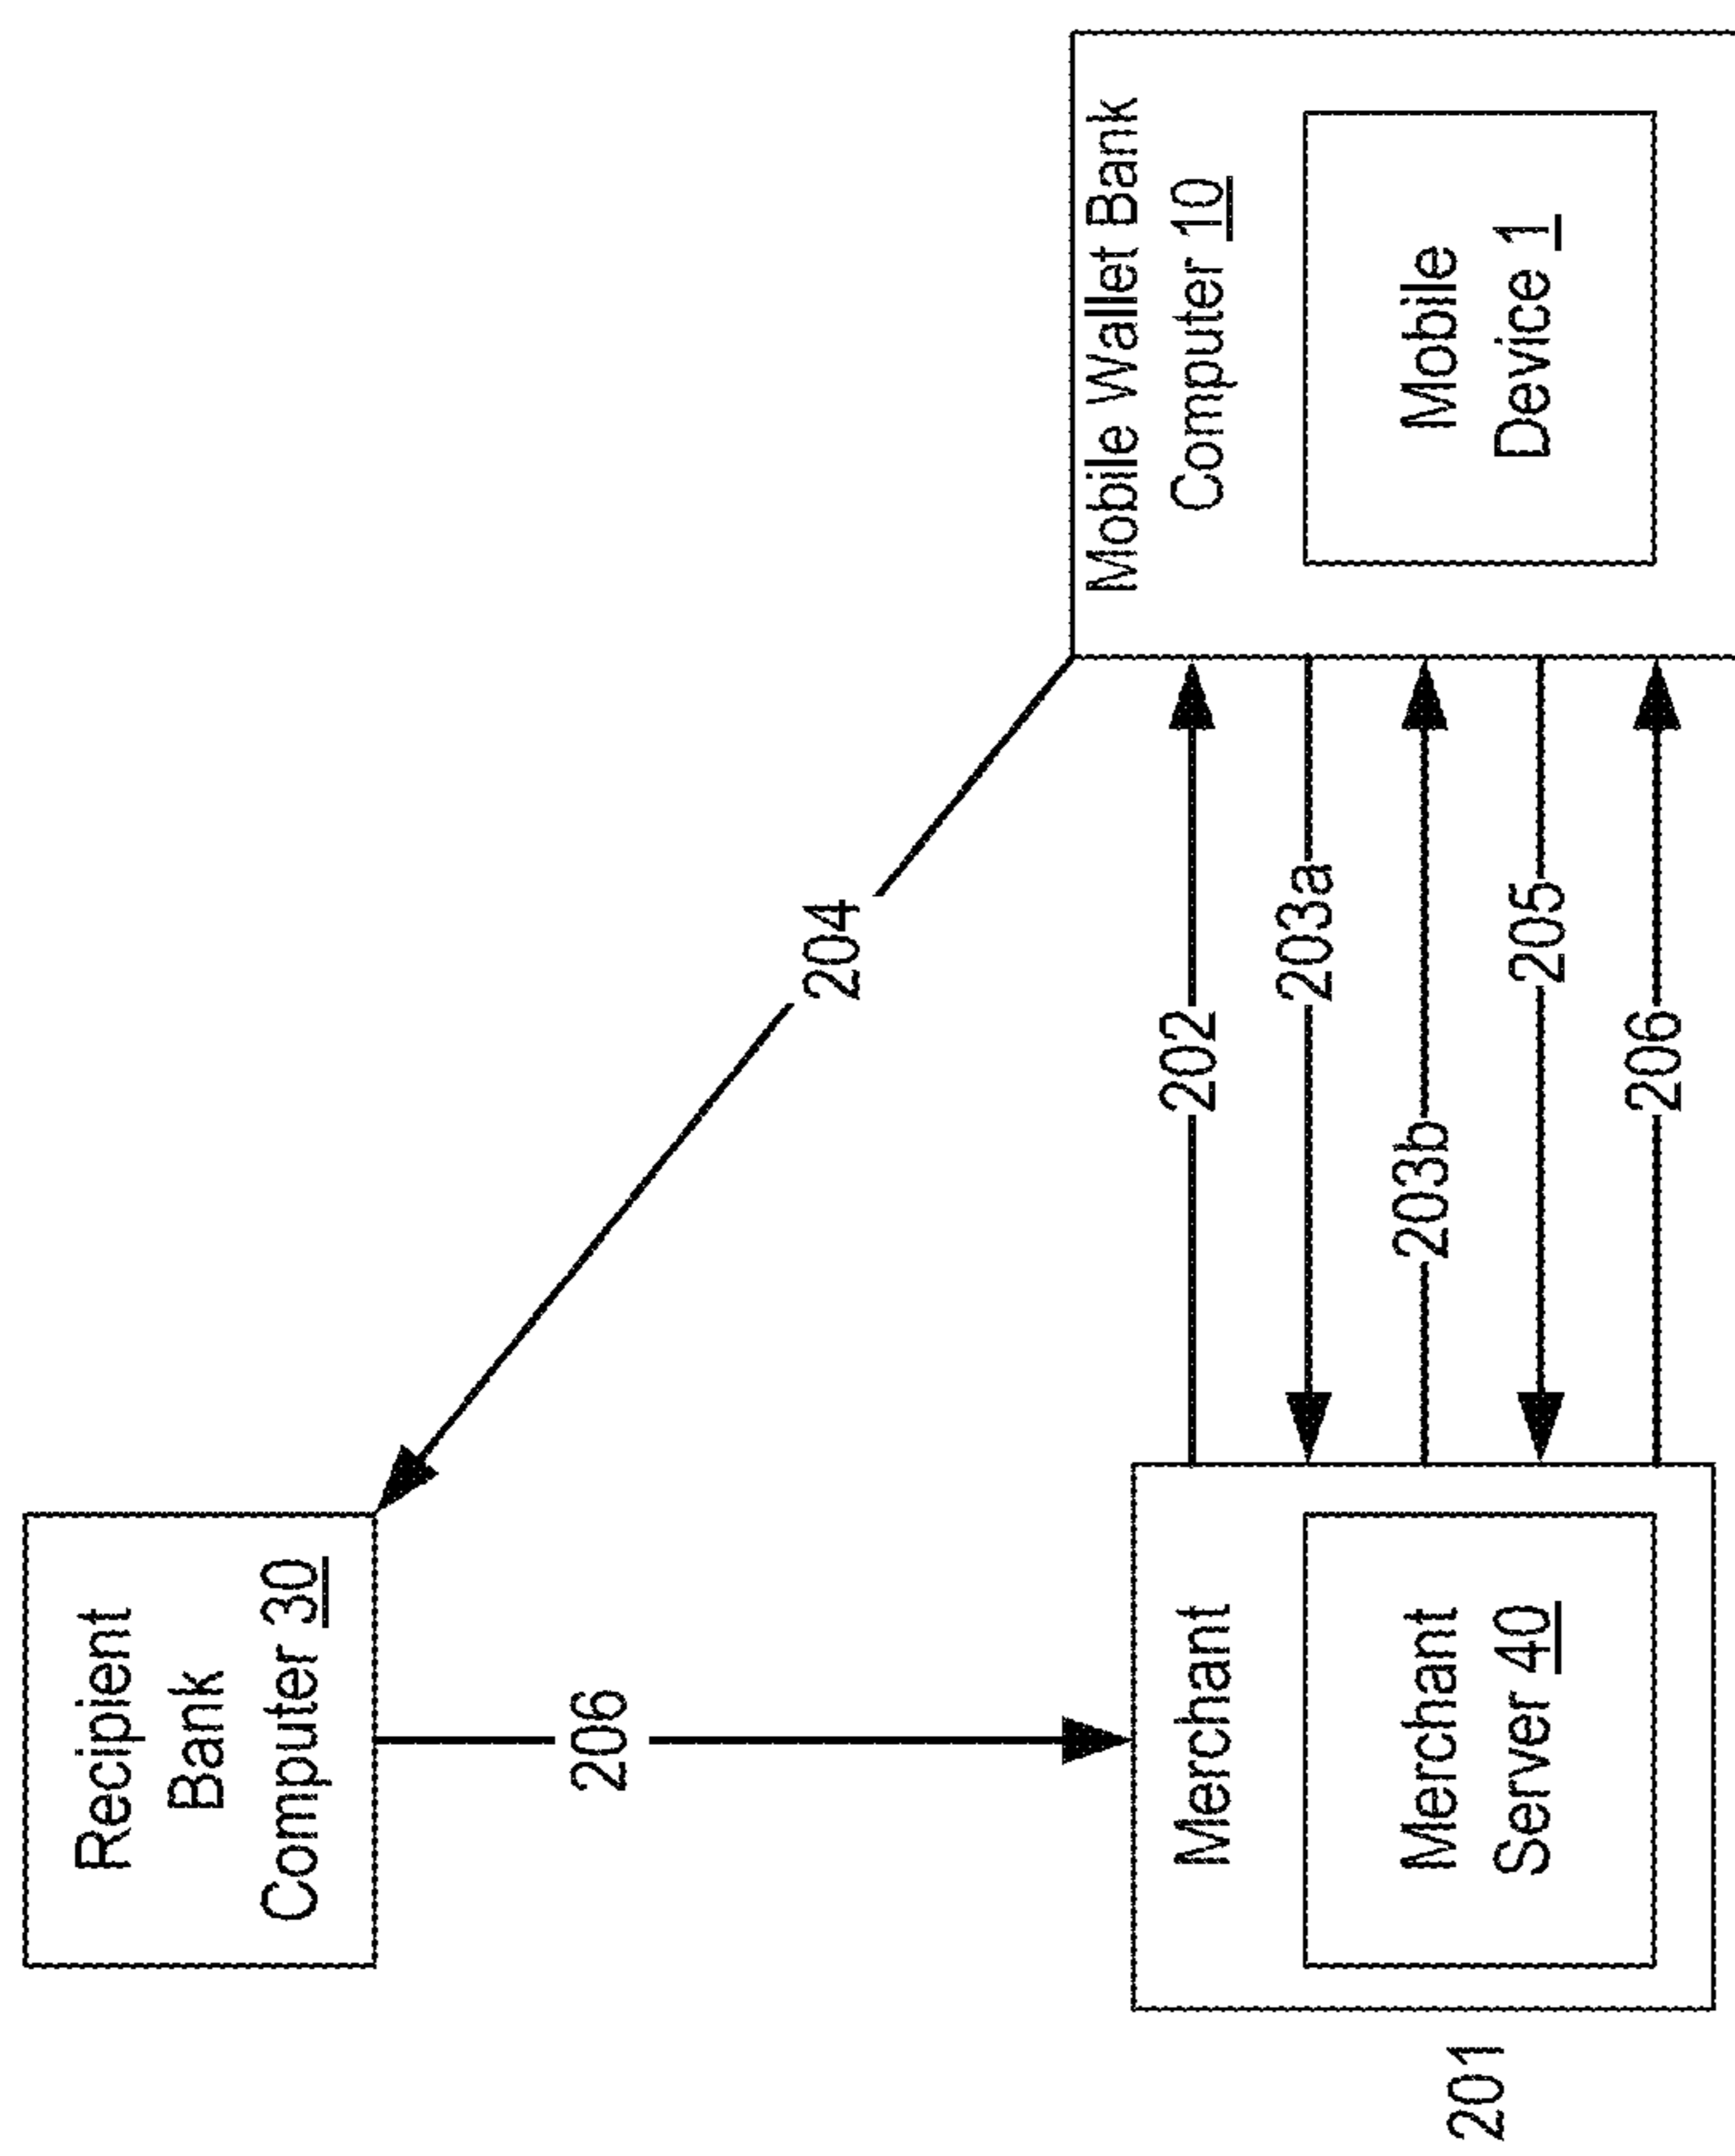 Recipient
Bank
Computer 30
204
206
Mobile Wallet Bank
Computer 10
Mobile
Device 1
202
203a
203b
205
206
Merchant
Merchant
Server 40
201